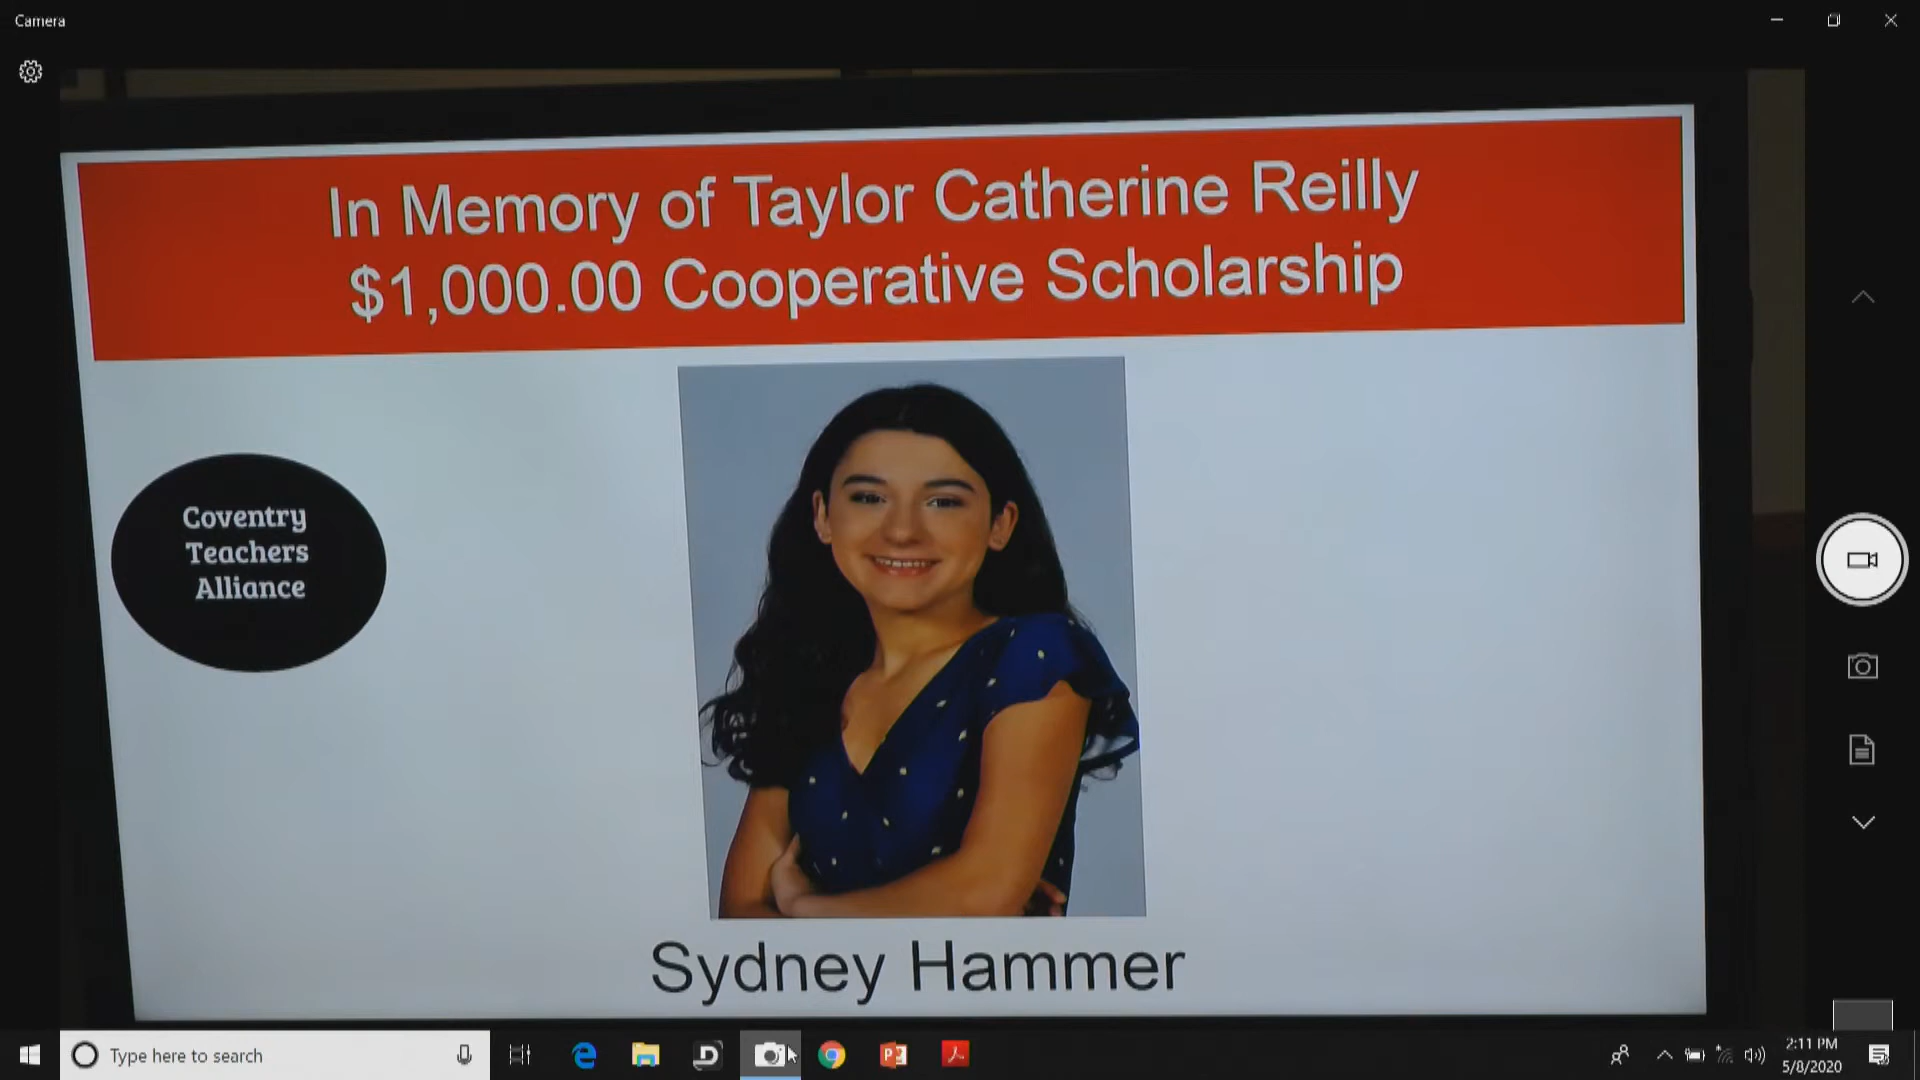 Camera
In Memory of Taylor Catherine Reilly
$1,000.00 Cooperative Scholarship
Coventry
Teachers
Alliance
Sydney Hammer
Type here to search
2:11 PM
5/8/2020